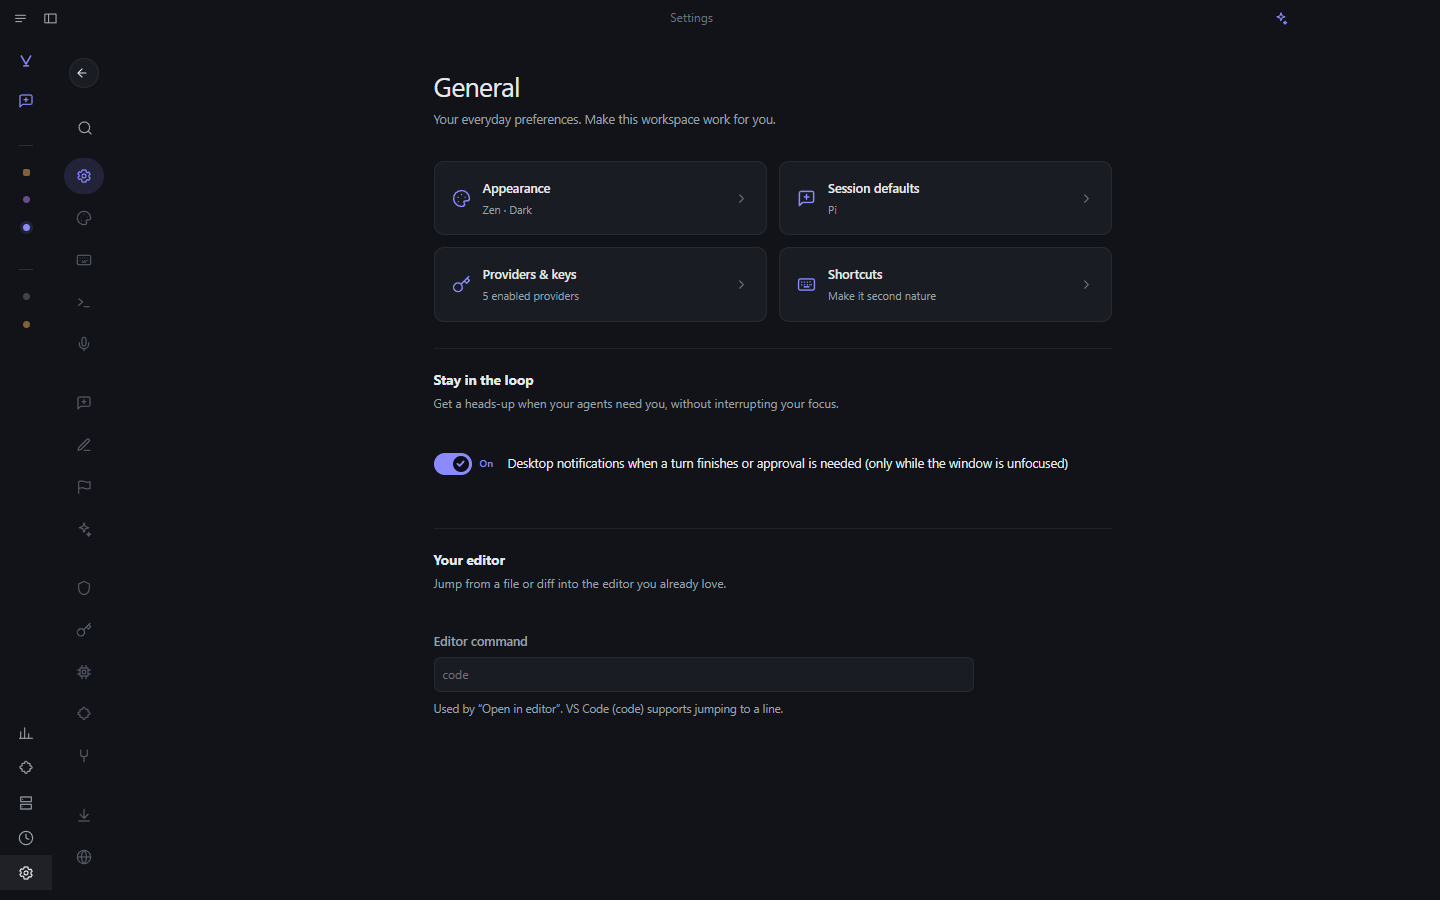 Settings
General
Your everyday preferences. Make this workspace work for you.
Appearance
Zen · Dark
Session defaults
Pi
Providers & keys
5 enabled providers
Shortcuts
Make it second nature
Stay in the loop
Get a heads-up when your agents need you, without interrupting your focus.
On
Desktop notifications when a turn finishes or approval is needed (only while the window is unfocused)
Your editor
Jump from a file or diff into the editor you already love.
Editor command
code
Used by “Open in editor”. VS Code (code) supports jumping to a line.